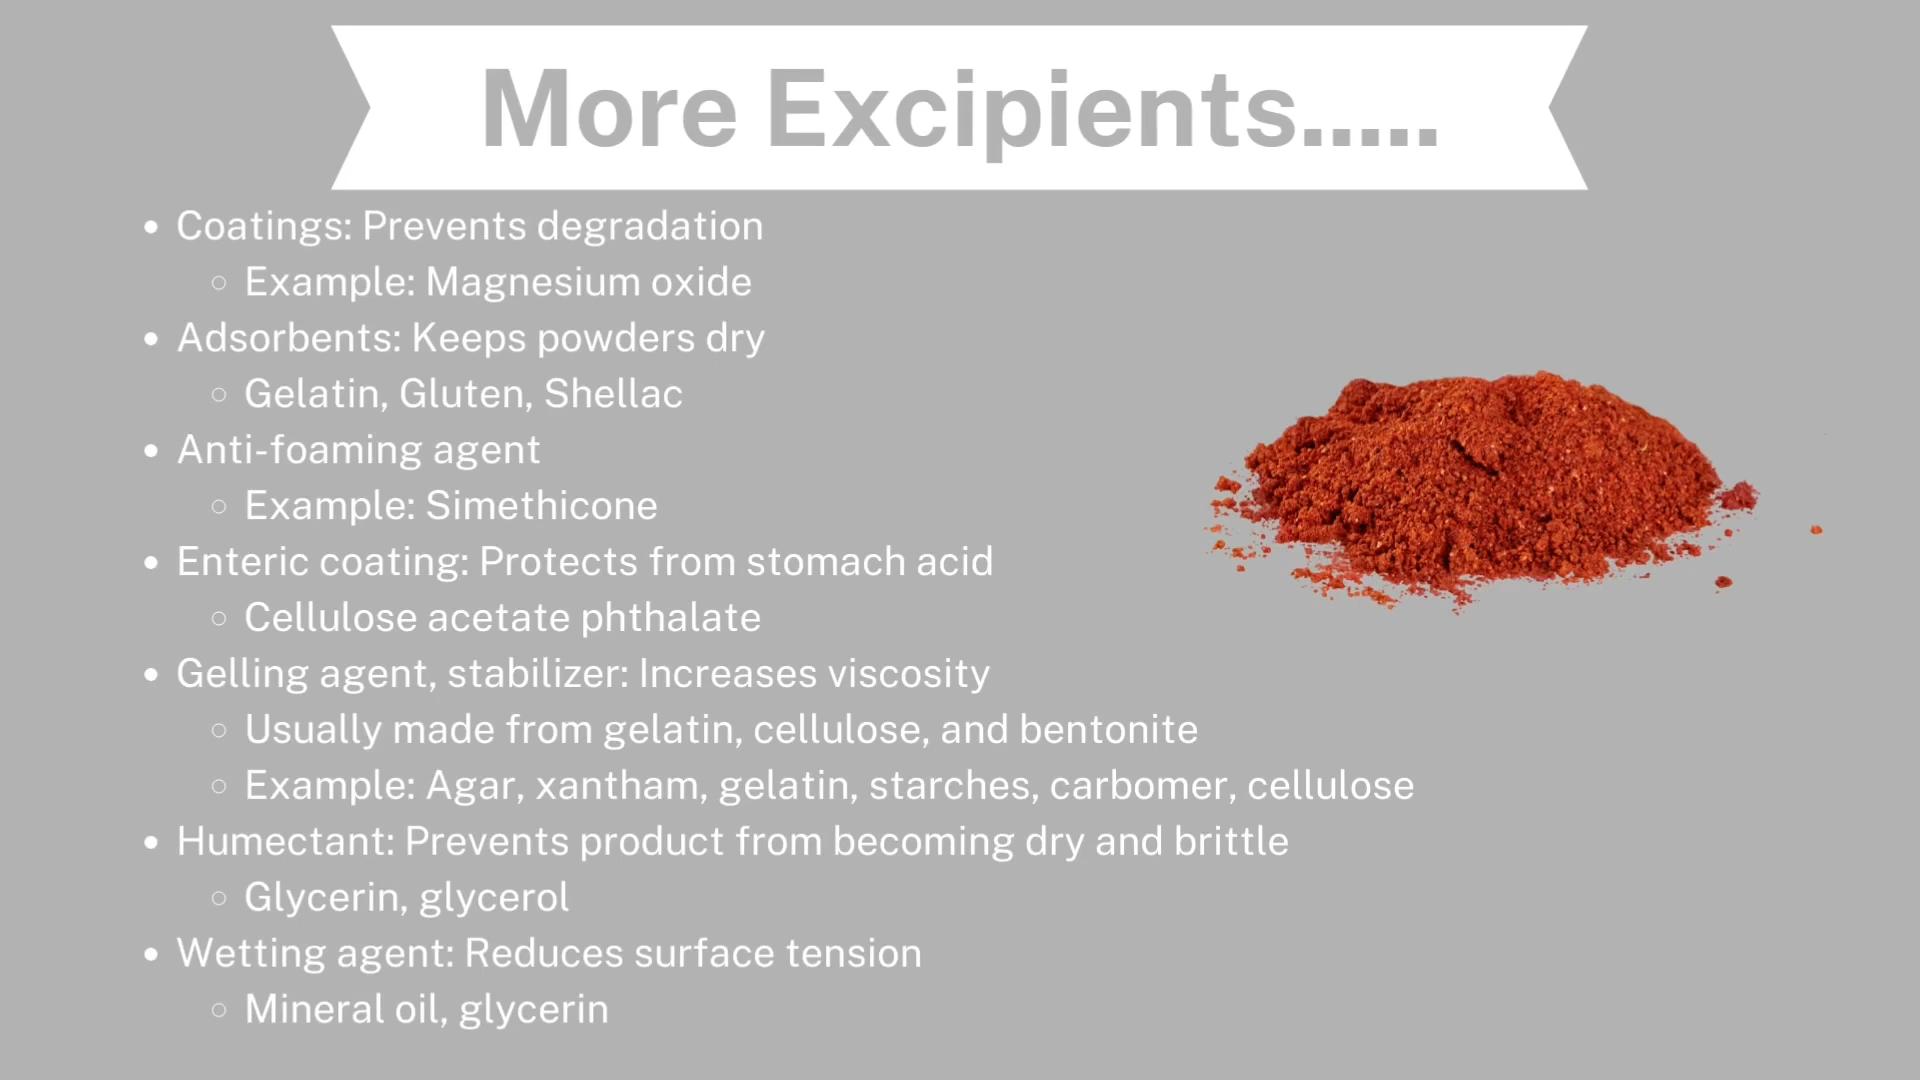 More Excipients.....
• Coatings: Prevents degradation
○ Example: Magnesium oxide
• Adsorbents: Keeps powders dry
○ Gelatin, Gluten, Shellac
• Anti-foaming agent
○ Example: Simethicone
• Enteric coating: Protects from stomach acid
○ Cellulose acetate phthalate
• Gelling agent, stabilizer: Increases viscosity
○ Usually made from gelatin, cellulose, and bentonite
○ Example: Agar, xantham, gelatin, starches, carbomer, cellulose
• Humectant: Prevents product from becoming dry and brittle
○ Glycerin, glycerol
• Wetting agent: Reduces surface tension
○ Mineral oil, glycerin